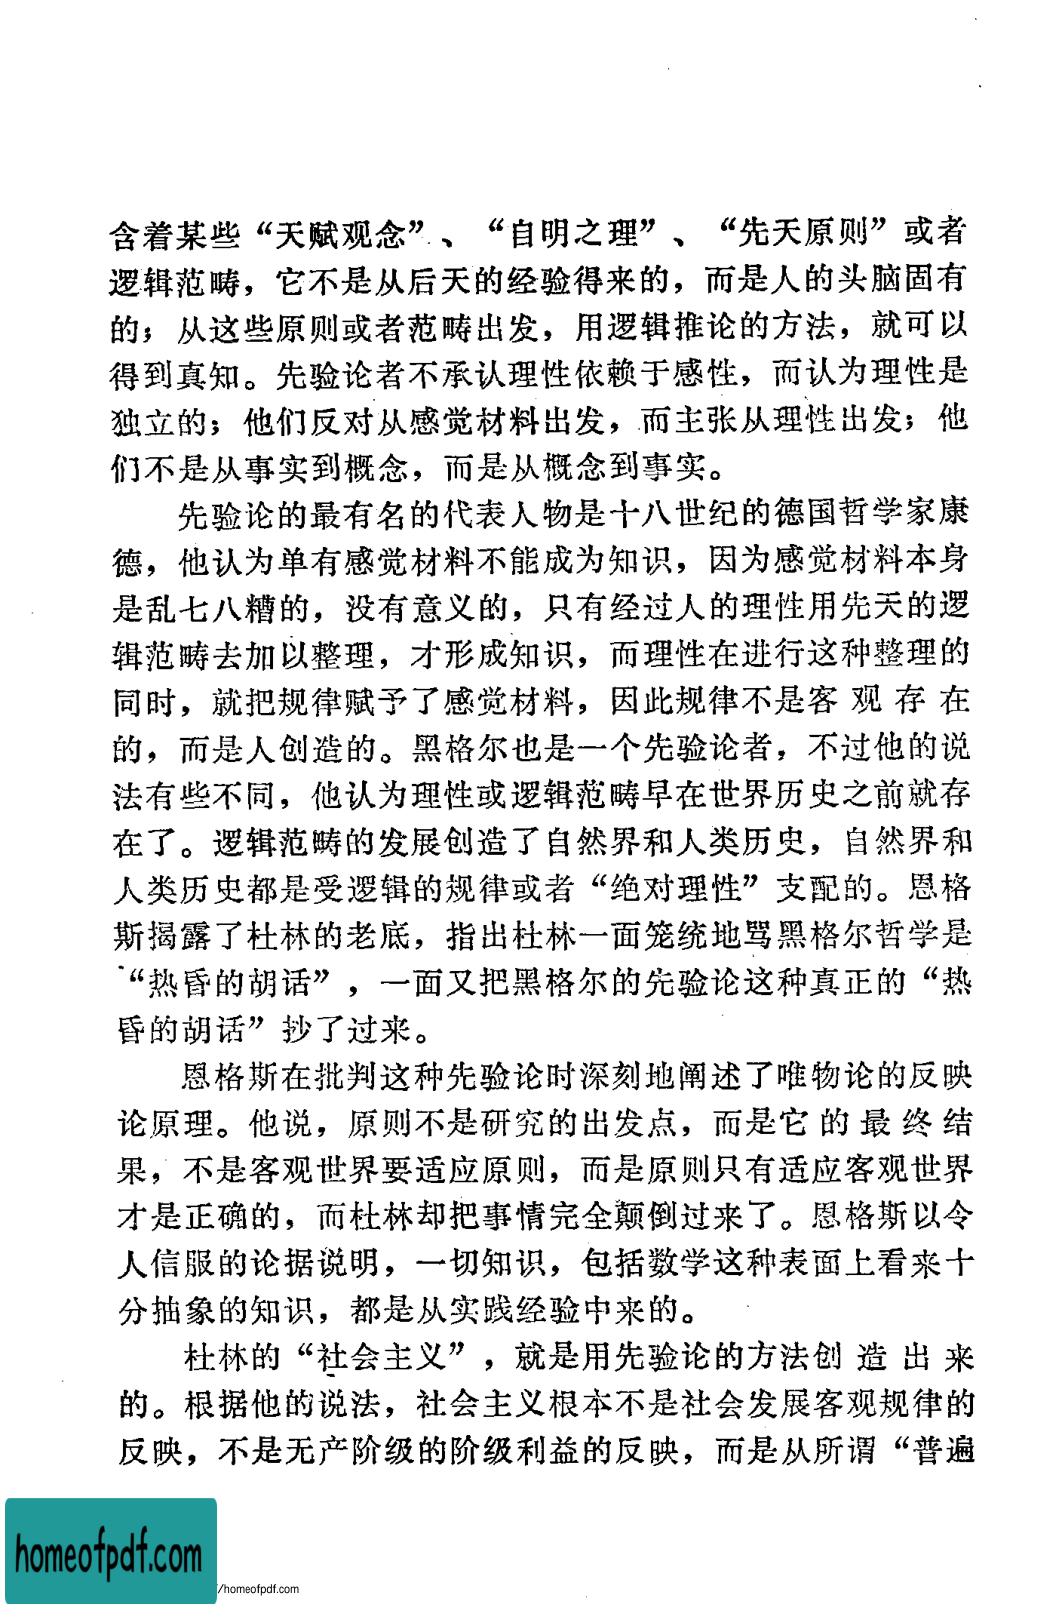 含着某些“天赋观念”、“自明之理”、“先天原则”或者
逻辑范畴，它不是从后天的经验得来的，而是人的头脑固有
的；从这些原则或者范畴出发，用逻辑推论的方法，就可以
得到真知。先验论者不承认理性依赖于感性，而认为理性是
独立的；他们反对从感觉材料出发，而主张从理性出发；他
们不是从事实到概念，而是从概念到事实。
先验论的最有名的代表人物是十八世纪的德国哲学家康
德，他认为单有感觉材料不能成为知识，因为感觉材料本身
是乱七八糟的，没有意义的，只有经过人的理性用先天的逻
辑范畴去加以整理，才形成知识，而理性在进行这种整理的
同时，就把规律赋予了感觉材料，因此规律不是客观存在
的，而是人创造的。黑格尔也是一个先验论者，不过他的说
法有些不同，他认为理性或逻辑范畴早在世界历史之前就存
在了。逻辑范畴的发展创造了自然界和人类历史，自然界和
人类历史都是受逻辑的规律或者“绝对理性”支配的。恩格
斯揭露了杜林的老底，指出杜林一面笼统地骂黑格尔哲学是
“热昏的胡话”，一面又把黑格尔的先验论这种真正的“热
昏的胡话”抄了过来。
恩格斯在批判这种先验论时深刻地阐述了唯物论的反映
论原理。他说，原则不是研究的出发点，而是它的最终结
果，不是客观世界要适应原则，而是原则只有适应客观世界
才是正确的，而杜林却把事情完全颠倒过来了。恩格斯以令
人信服的论据说明，一切知识，包括数学这种表面上看来十
分抽象的知识，都是从实践经验中来的。
杜林的“社会主义”，就是用先验论的方法创造出来
的。根据他的说法，社会主义根本不是社会发展客观规律的
反映，不是无产阶级的阶级利益的反映，而是从所谓“普遍
homeofpdf.com
/homeofpdf.com